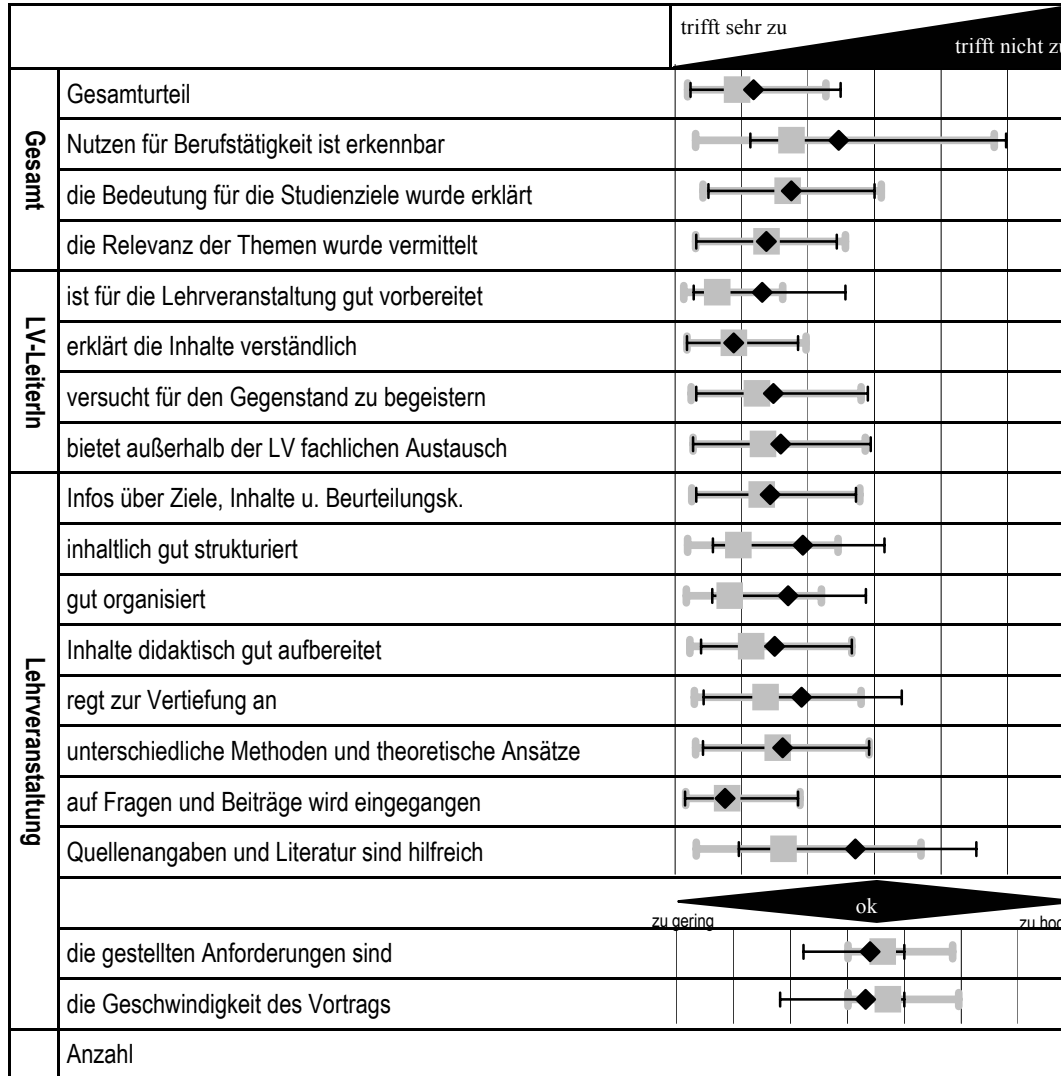 trifft sehr zu
trifft nicht zu
Gesamt
Gesamturteil
Nutzen für Berufstätigkeit ist erkennbar
die Bedeutung für die Studienziele wurde erklärt
die Relevanz der Themen wurde vermittelt
LV-LeiterIn
ist für die Lehrveranstaltung gut vorbereitet
erklärt die Inhalte verständlich
versucht für den Gegenstand zu begeistern
bietet außerhalb der LV fachlichen Austausch
Lehrveranstaltung
Infos über Ziele, Inhalte u. Beurteilungsk.
inhaltlich gut strukturiert
gut organisiert
Inhalte didaktisch gut aufbereitet
regt zur Vertiefung an
unterschiedliche Methoden und theoretische Ansätze
auf Fragen und Beiträge wird eingegangen
Quellenangaben und Literatur sind hilfreich
zu gering
ok
zu hoc
die gestellten Anforderungen sind
die Geschwindigkeit des Vortrags
Anzahl